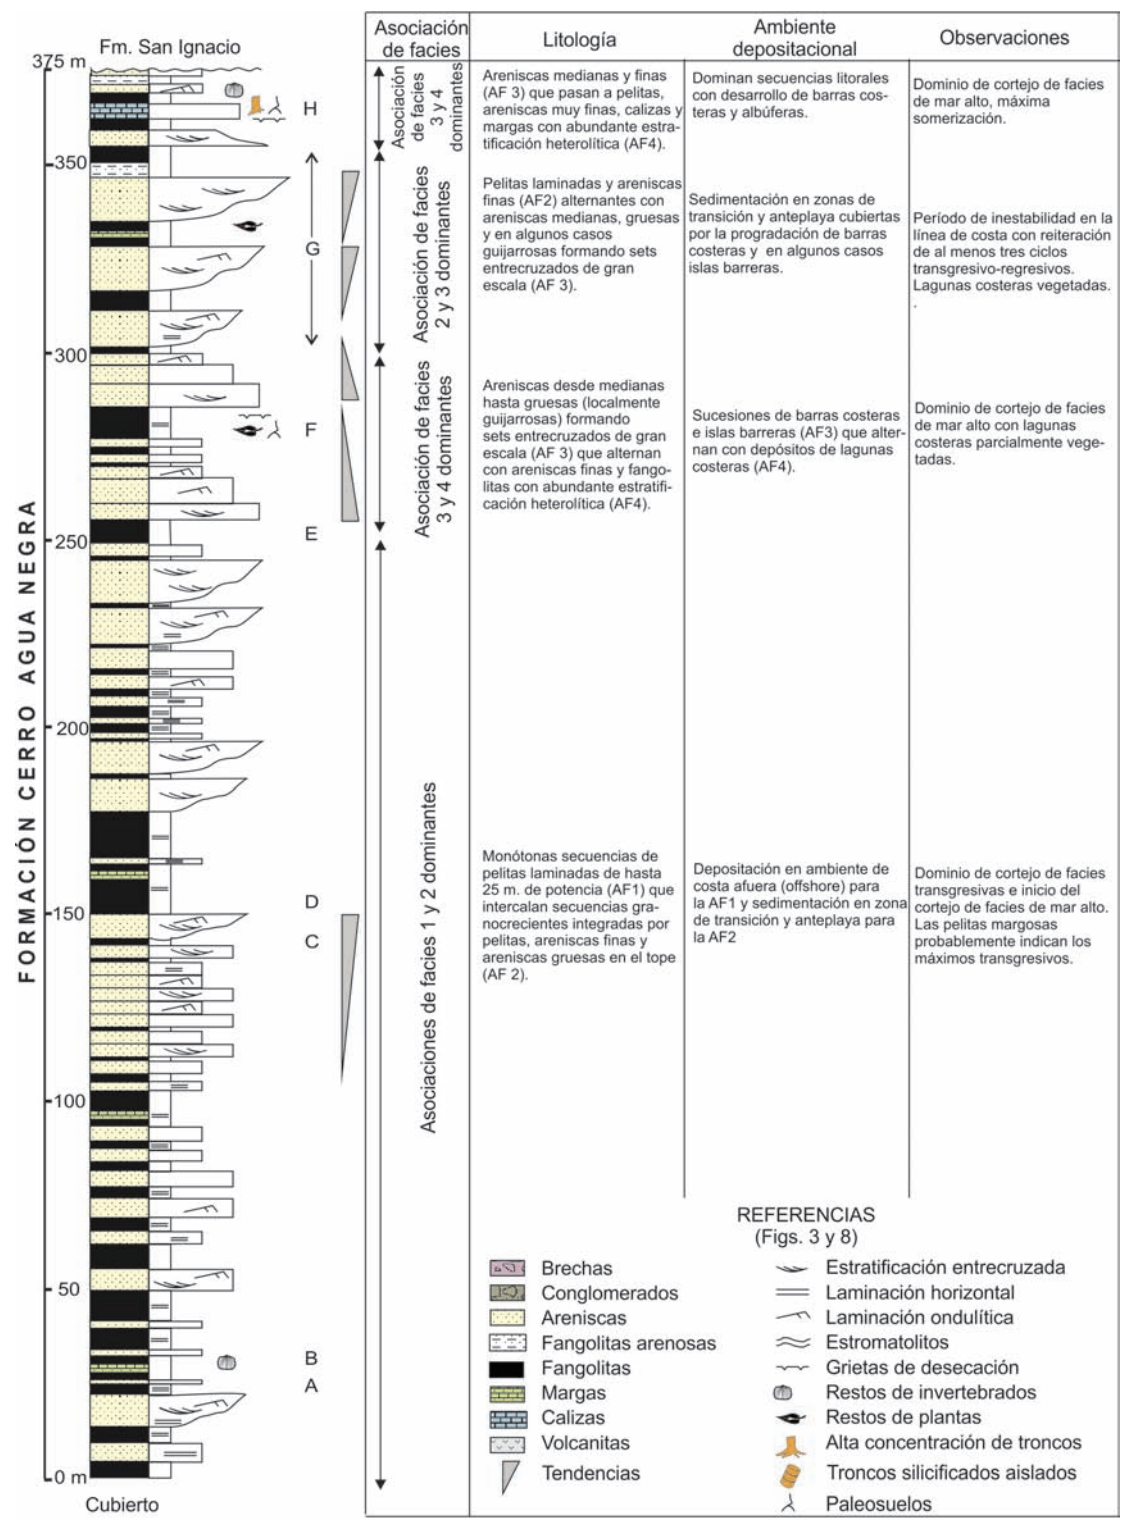 Fm. San Ignacio
375 m
350
300
250
200
150
100
50
0 m
Cubierto
FORMACIÓN CERRO AGUA NEGRA
H
G
F
E
D
C
B
A
Asociación
de facies
Litología
Ambiente
depositacional
Observaciones
Asociación
de facies
3 y 4
dominantes
Areniscas medianas y finas
(AF 3) que pasan a pelitas,
areniscas muy finas, calizas y
margas con abundante estra-
tificación heterolítica (AF4).
Dominan secuencias litorales
con desarrollo de barras cos-
teras y albúferas.
Dominio de cortejo de facies
de mar alto, máxima
somerización.
Asociación de facies
2 y 3 dominantes
Pelitas laminadas y areniscas
finas (AF2) alternantes con
areniscas medianas, gruesas
y en algunos casos
guijarrosas formando sets
entrecruzados de gran
escala (AF 3).
Sedimentación en zonas de
transición y anteplaya cubiertas
por la progradación de barras
costeras y en algunos casos
islas barreras.
Período de inestabilidad en la
línea de costa con reiteración
de al menos tres ciclos
transgresivo-regresivos.
Lagunas costeras vegetadas.
.
Asociación de facies
3 y 4 dominantes
Areniscas desde medianas
hasta gruesas (localmente
guijarrosas) formando
sets entrecruzados de gran
escala (AF 3) que alternan
con areniscas finas y fango-
litas con abundante estratifi-
cación heterolítica (AF4).
Sucesiones de barras costeras
e islas barreras (AF3) que alter-
nan con depósitos de lagunas
costeras (AF4).
Dominio de cortejo de facies
de mar alto con lagunas
costeras parcialmente vege-
tadas.
Asociaciones de facies 1 y 2 dominantes
Monótonas secuencias de
pelitas laminadas de hasta
25 m. de potencia (AF1) que
intercalan secuencias gra-
nocrecientes integradas por
pelitas, areniscas finas y
areniscas gruesas en el tope
(AF 2).
Depositación en ambiente de
costa afuera (offshore) para
la AF1 y sedimentación en zona
de transición y anteplaya para
la AF2
Dominio de cortejo de facies
transgresivas e inicio del
cortejo de facies de mar alto.
Las pelitas margosas
probablemente indican los
máximos transgresivos.
REFERENCIAS
(Figs. 3 y 8)
Brechas
Conglomerados
Areniscas
Fangolitas arenosas
Fangolitas
Margas
Calizas
Volcanitas
Tendencias
Estratificación entrecruzada
Laminación horizontal
Laminación ondulítica
Estromatolitos
Grietas de desecación
Restos de invertebrados
Restos de plantas
Alta concentración de troncos
Troncos silicificados aislados
Paleosuelos